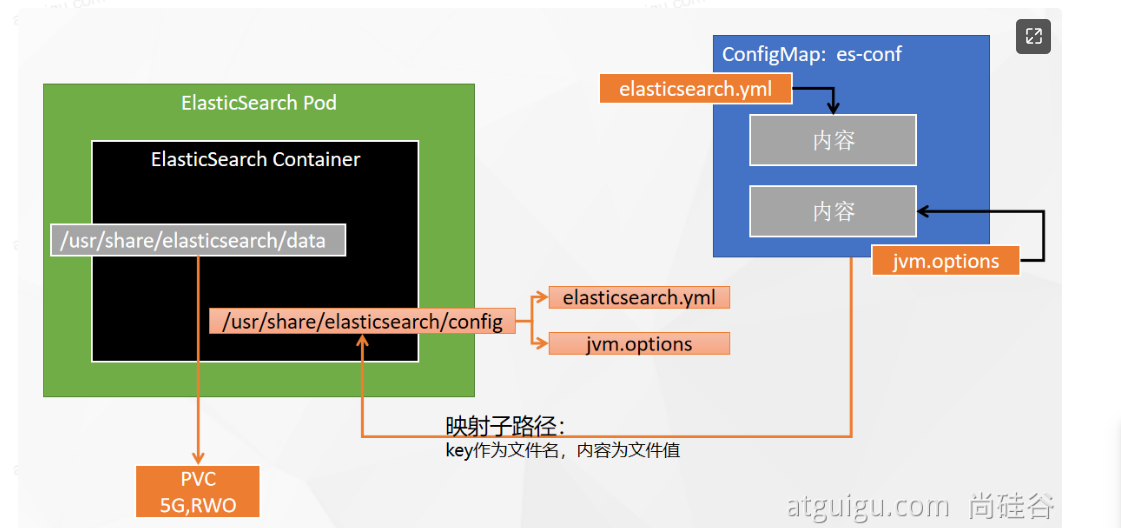 ConfigMap: es-conf
elasticsearch.yml
内容
内容
jvm.options
ElasticSearch Pod
ElasticSearch Container
/usr/share/elasticsearch/data
/usr/share/elasticsearch/config
elasticsearch.yml
jvm.options
映射子路径：
key作为文件名，内容为文件值
PVC
5G,RWO
atguigu.com 尚硅谷